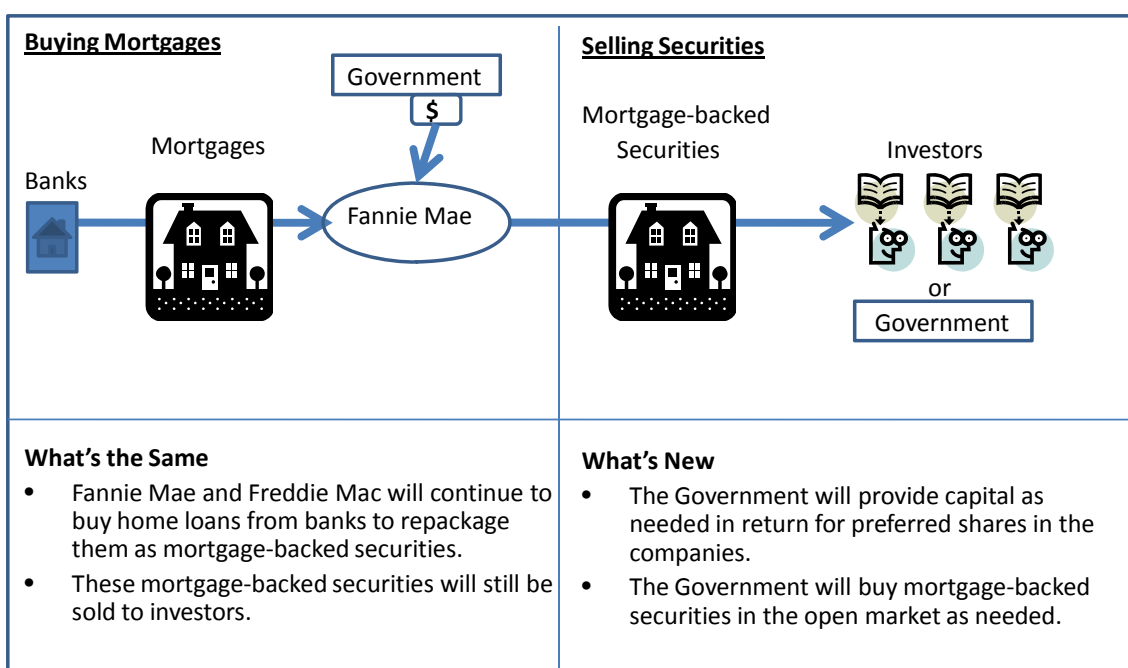 Buying Mortgages
Government
$
Mortgages
Banks
Fannie Mae
Selling Securities
Mortgage-backed
Securities
Investors
or
Government
What's the Same
• Fannie Mae and Freddie Mac will continue to
buy home loans from banks to repackage
them as mortgage-backed securities.
• These mortgage-backed securities will still be
sold to investors.
What's New
• The Government will provide capital as
needed in return for preferred shares in the
companies.
• The Government will buy mortgage-backed
securities in the open market as needed.